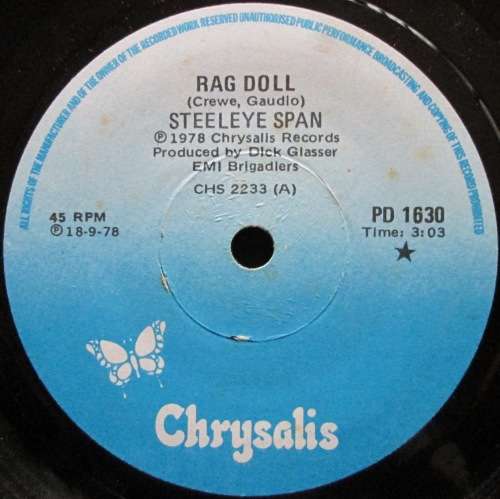 ALL RIGHTS OF THE MANUFACTURER AND OF THE OWNER OF THE RECORDED WORK RESERVED UNAUTHORISED PUBLIC PERFORMANCE BROADCASTING AND COPYING OF THIS RECORD PROHIBITED
RAG DOLL
(Crewe, Gaudio)
STEELEYE SPAN
℗1978 Chrysalis Records
Produced by Dick Glasser
EMI Brigadiers
CHS 2233 (A)
45 RPM
℗18-9-78
PD 1630
Time: 3:03
Chrysalis